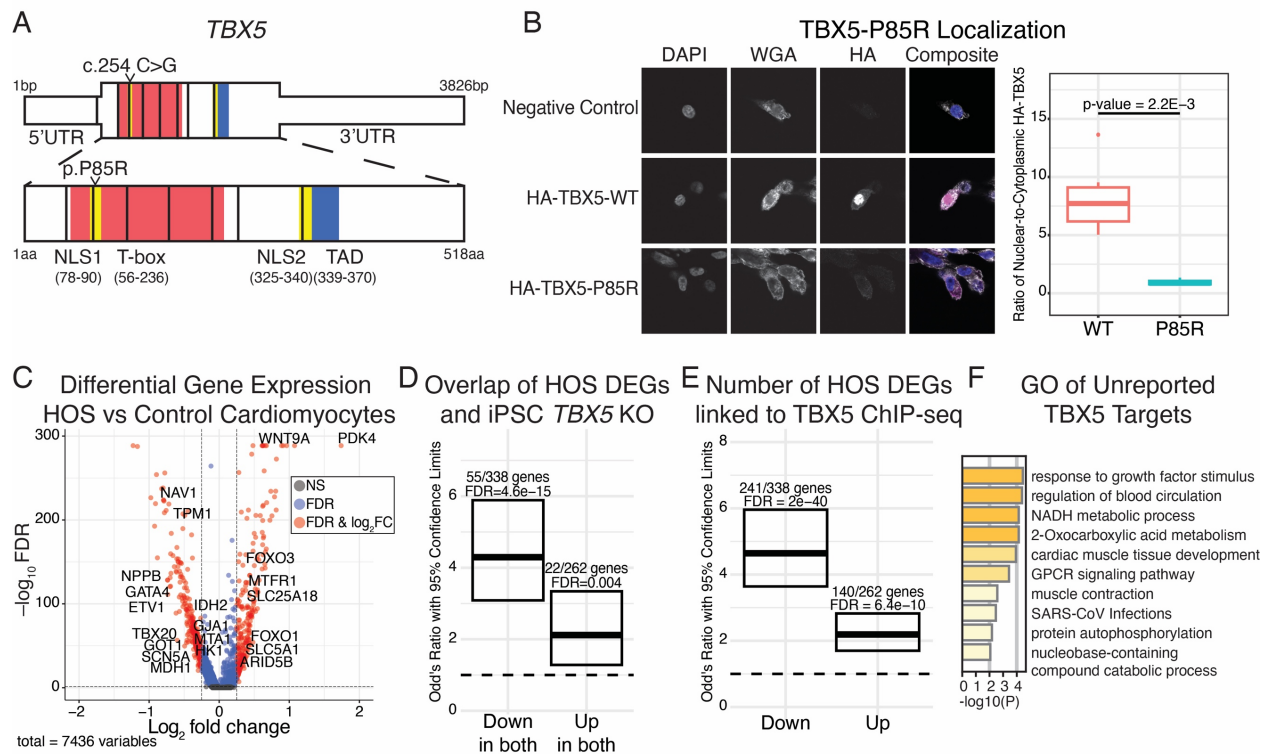 A
TBX5
c.254 C>G
1bp
3826bp
5'UTR
3'UTR
p.P85R
1aa
NLS1
(78-90)
T-box
(56-236)
NLS2
(325-340)
TAD
(339-370)
518aa
B
TBX5-P85R Localization
DAPI
WGA
HA
Composite
Negative Control
HA-TBX5-WT
HA-TBX5-P85R
Ratio of Nuclear-to-Cytoplasmic HA-TBX5
p-value = 2.2E-3
15
10
5
0
WT
P85R
C
Differential Gene Expression
HOS vs Control Cardiomyocytes
−log10 FDR
300
200
100
0
WNT9A
PDK4
NAV1
TPM1
NS
FDR
FDR & log2FC
FOXO3
NPPB
MTFR1
GATA4
SLC25A18
ETV1
IDH2
GJA1
TBX20
MTA1
FOXO1
GOT1
HK1
SLC5A1
SCN5A
ARID5B
MDH1
−2
−1
0
1
2
Log2 fold change
total = 7436 variables
D
Overlap of HOS DEGs
and iPSC TBX5 KO
Odd's Ratio with 95% Confidence Limits
55/338 genes
FDR=4.6e−15
22/262 genes
FDR=0.004
6
4
2
0
Down
in both
Up
in both
E
Number of HOS DEGs
linked to TBX5 ChIP-seq
Odd's Ratio with 95% Confidence Limits
241/338 genes
FDR = 2e-40
140/262 genes
FDR = 6.4e-10
8
6
4
2
0
Down
Up
F
GO of Unreported
TBX5 Targets
response to growth factor stimulus
regulation of blood circulation
NADH metabolic process
2-Oxocarboxylic acid metabolism
cardiac muscle tissue development
GPCR signaling pathway
muscle contraction
SARS-CoV Infections
protein autophosphorylation
nucleobase-containing
compound catabolic process
0 1 2 3 4
-log10(P)